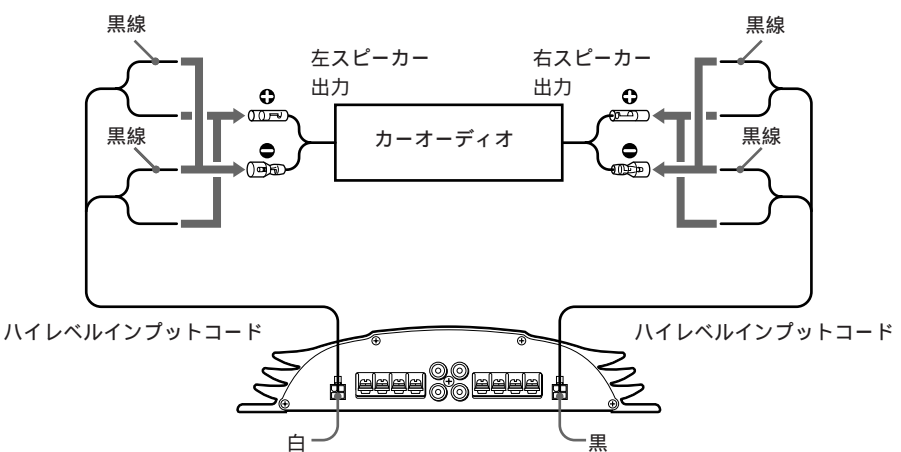 黒線
黒線
左スピーカー
出力
右スピーカー
出力
カーオーディオ
黒線
黒線
ハイレベルインプットコード
ハイレベルインプットコード
白
黒